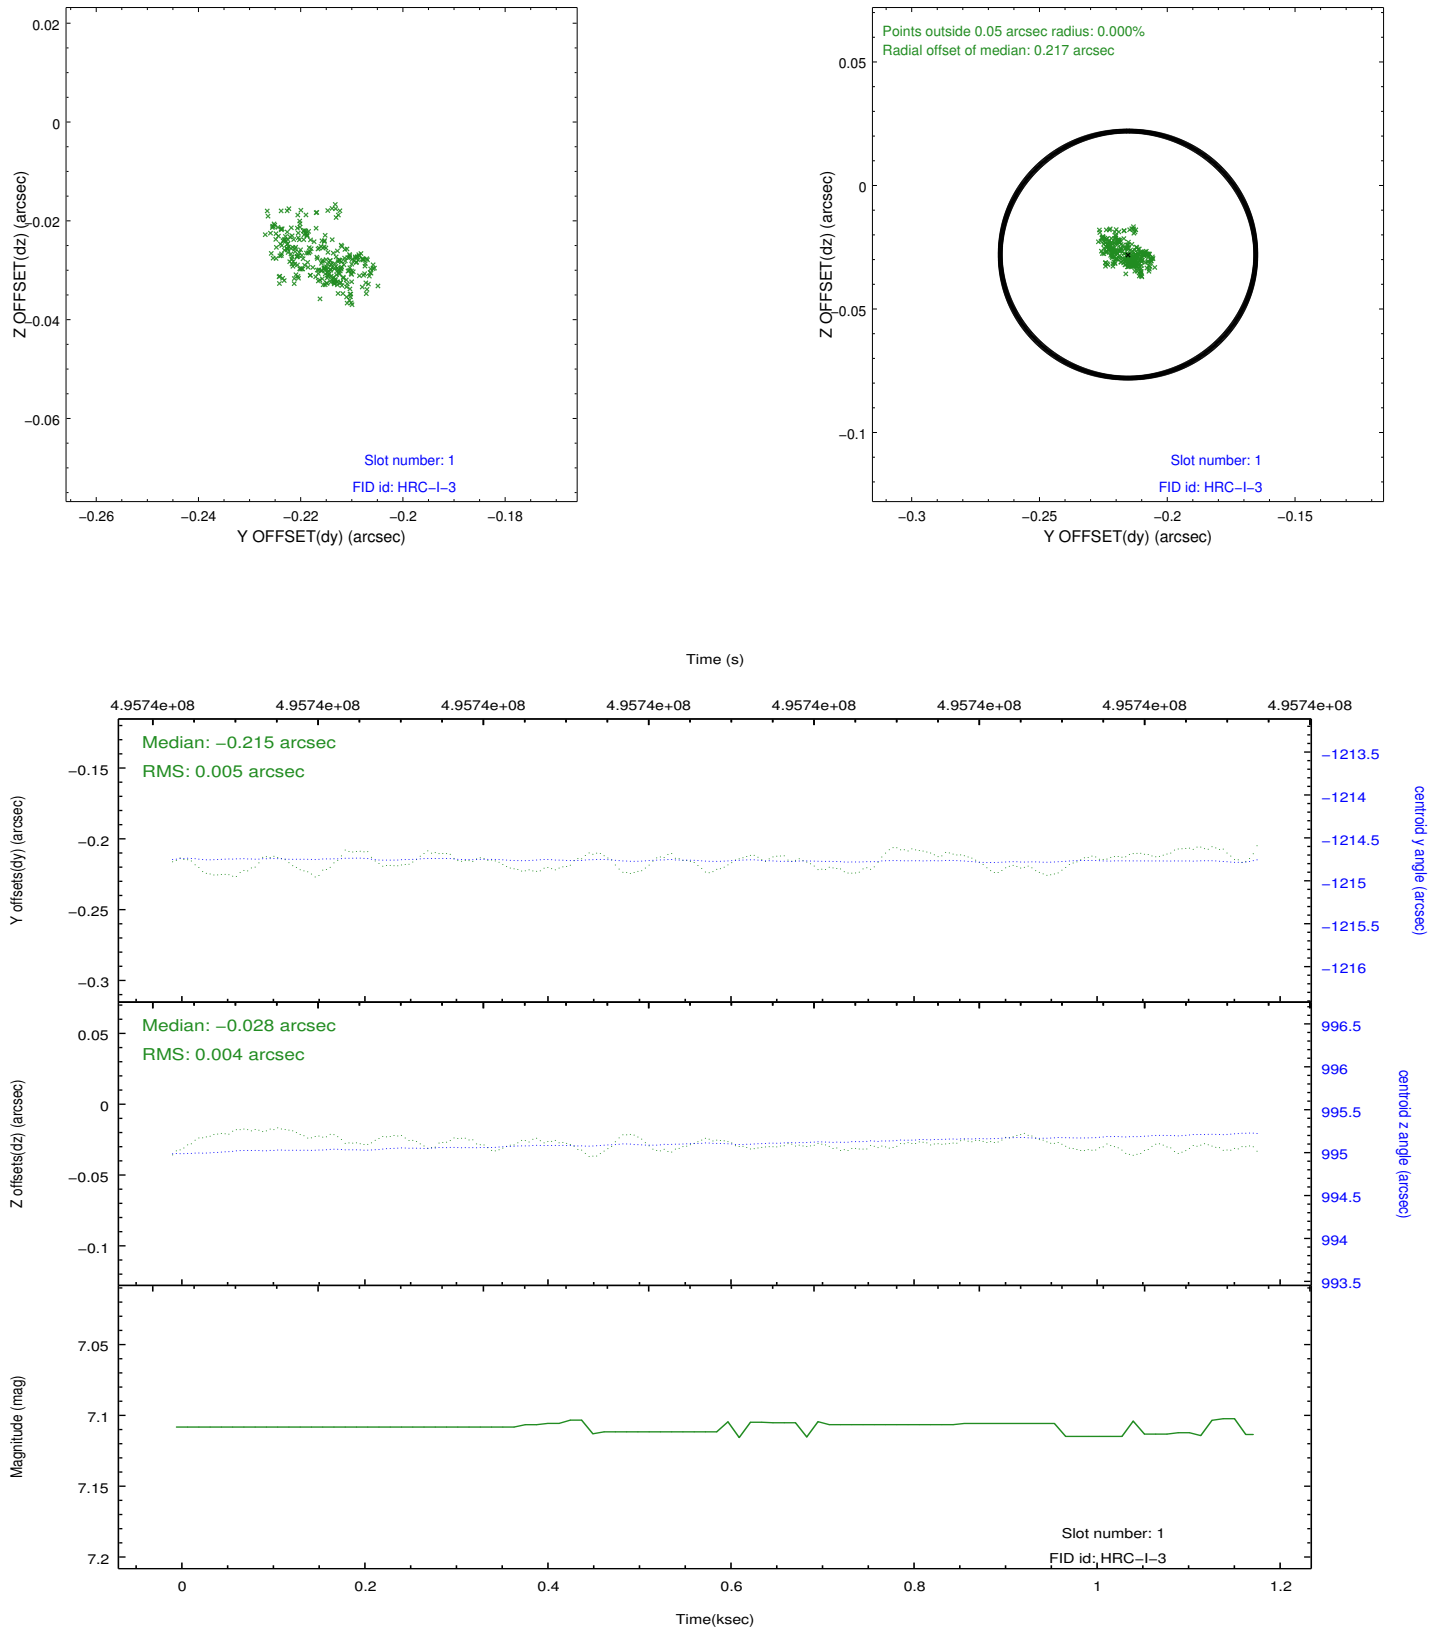 0.02
0
−0.02
−0.04
−0.06
Z OFFSET(dz) (arcsec)
Slot number: 1
FID id: HRC−I−3
−0.26 −0.24 −0.22 −0.2 −0.18
Y OFFSET(dy) (arcsec)
Points outside 0.05 arcsec radius: 0.000%
Radial offset of median: 0.217 arcsec
0.05
0
−0.05
−0.1
Z OFFSET(dz) (arcsec)
Slot number: 1
FID id: HRC−I−3
−0.3 −0.25 −0.2 −0.15
Y OFFSET(dy) (arcsec)
Time (s)
4.9574e+08 4.9574e+08 4.9574e+08 4.9574e+08 4.9574e+08 4.9574e+08 4.9574e+08 4.9574e+08
Median: −0.215 arcsec
RMS: 0.005 arcsec
−0.15
−0.2
−0.25
−0.3
Y offsets(dy) (arcsec)
−1213.5
−1214
−1214.5
−1215
−1215.5
−1216
centroid y angle (arcsec)
Median: −0.028 arcsec
RMS: 0.004 arcsec
0.05
0
−0.05
−0.1
Z offsets(dz) (arcsec)
996.5
996
995.5
995
994.5
994
993.5
centroid z angle (arcsec)
7.05
7.1
7.15
7.2
Magnitude (mag)
Slot number: 1
FID id: HRC−I−3
0 0.2 0.4 0.6 0.8 1 1.2
Time(ksec)